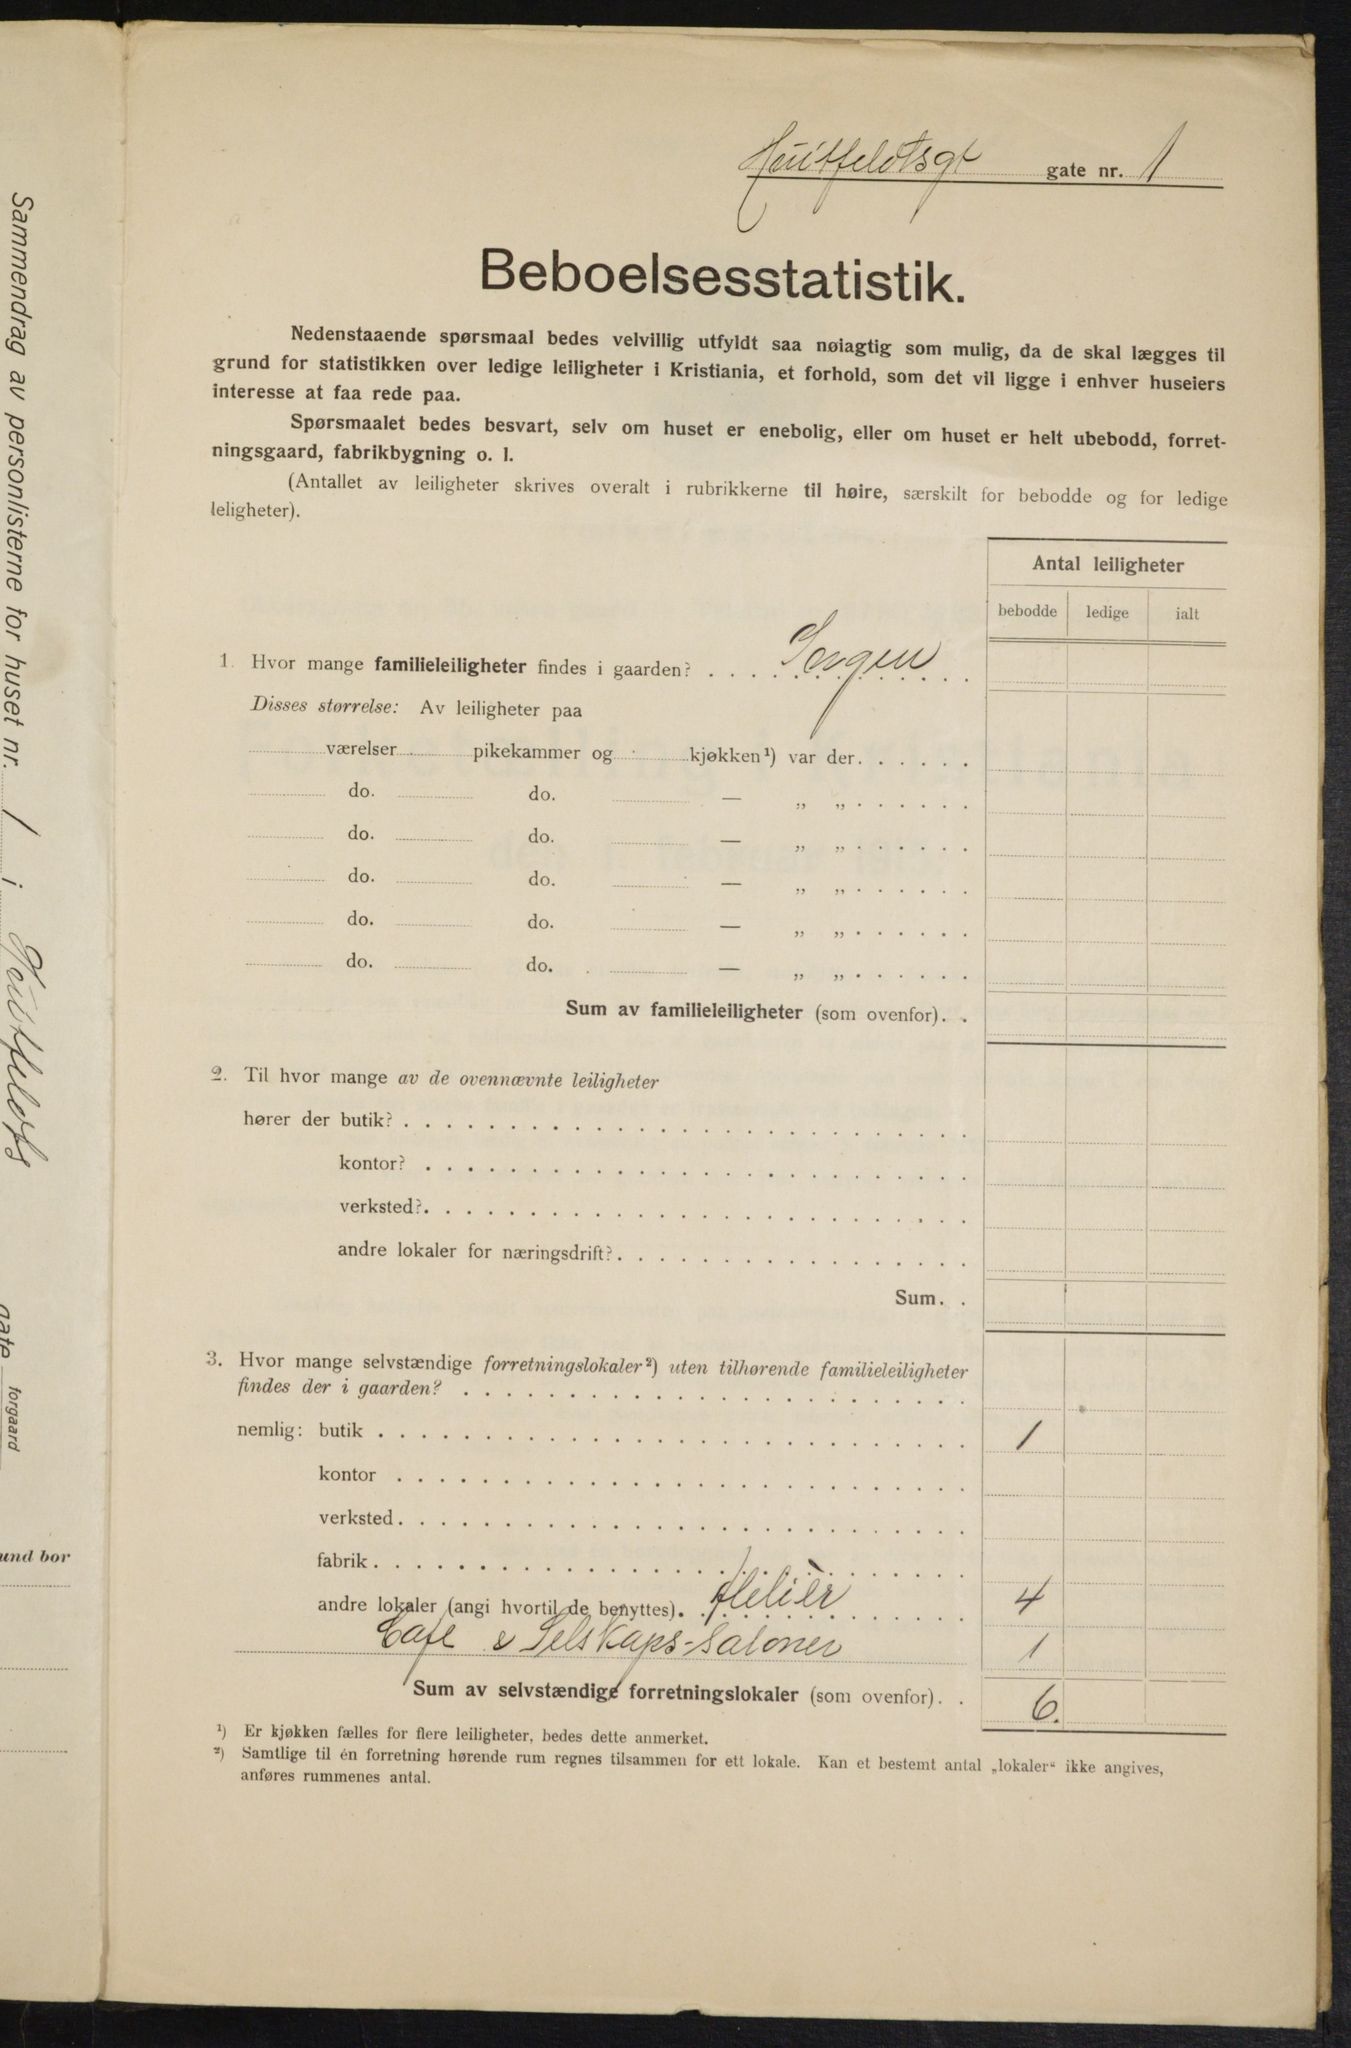 Huitfeldtsgt gate nr. 1
Beboelsesstatistik.
Nedenstaaende spørsmaal bedes velvillig utfyldt saa nøiagtig som mulig, da de skal lægges til
grund for statistikken over ledige leiligheter i Kristiania, et forhold, som det vil ligge i enhver huseiers
interesse at faa rede paa.
Spørsmaalet bedes besvart, selv om huset er enebolig, eller om huset er helt ubebodd, forret-
ningsgaard, fabrikbygning o. l.
(Antallet av leiligheter skrives overalt i rubrikkerne til høire, særskilt for bebodde og for ledige
leligheter).
Antal leiligheter
bebodde ledige ialt
1. Hvor mange familieleiligheter findes i gaarden? . . . . Ingen
Disses størrelse: Av leiligheter paa
værelser pikekammer og kjøkken¹) var der. . . . . .
do. do. — „ „ . . . . . .
do. do. — „ „ . . . . . .
do. do. — „ „ . . . . . .
do. do. — „ „ . . . . . .
do. do. — „ „ . . . . . .
Sum av familieleiligheter (som ovenfor). .
2. Til hvor mange av de ovennævnte leiligheter
hører der butik? . . . . . .
kontor? . . . . . .
verksted?. . . . . .
andre lokaler for næringsdrift?. . . . . .
Sum. .
3. Hvor mange selvstændige forretningslokaler²) uten tilhørende familieleiligheter
findes der i gaarden? . . . . . .
nemlig: butik . . . . . . 1
kontor . . . . . .
verksted. . . . . .
fabrik. . . . . .
andre lokaler (angi hvortil de benyttes). Atelier 4
Cafe & Selskaps-saloner 1
Sum av selvstændige forretningslokaler (som ovenfor). . 6.
¹) Er kjøkken fælles for flere leiligheter, bedes dette anmerket.
²) Samtlige til én forretning hørende rum regnes tilsammen for ett lokale. Kan et bestemt antal „lokaler“ ikke angives,
anføres rummenes antal.
Sammendrag av personlisterne for huset nr. 1 i Huitfeldts gate forgaard
und bor